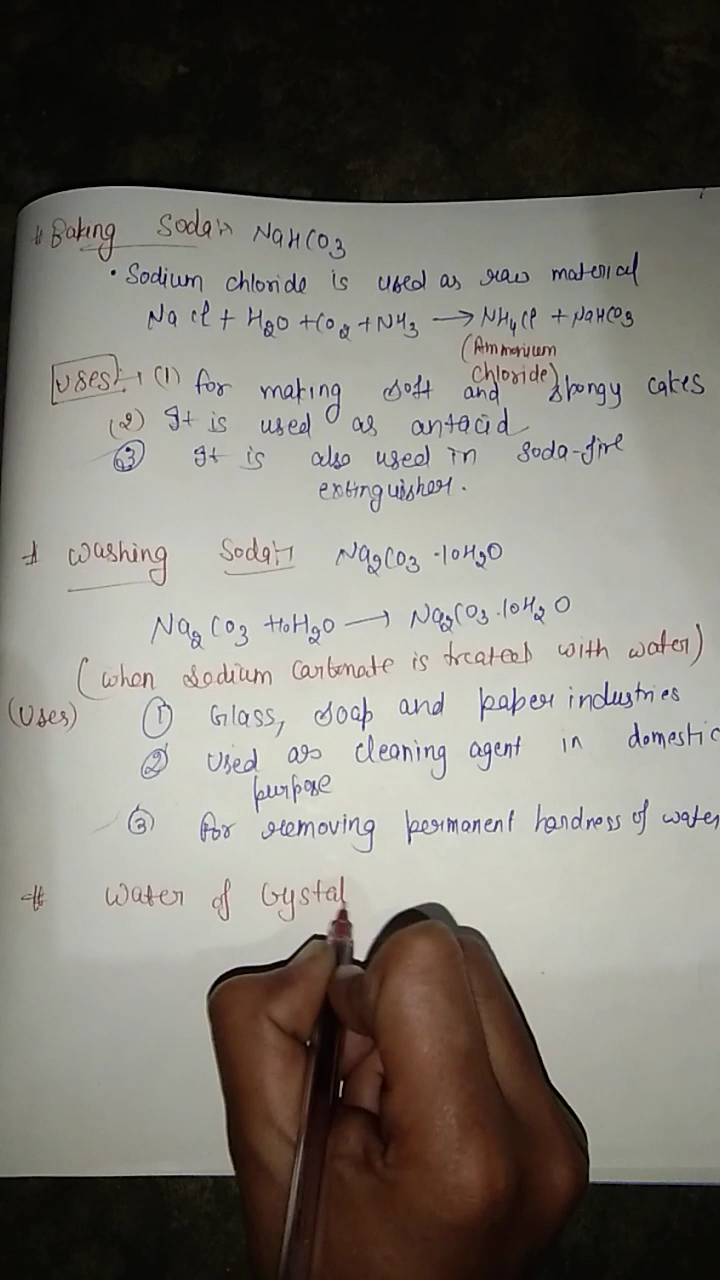 # Baking Soda:→ NaHCO3
• Sodium chloride is used as raw material
NaCl + H2O + CO2 + NH3 → NH4Cl + NaHCO3
(Ammonium chloride)
Uses:→ (1) for making soft and spongy cakes
(2) It is used as antacid
(3) It is also used in soda-fire
extinguisher.
* Washing Soda:→ Na2CO3 ·10H2O
Na2CO3 +10H2O → Na2CO3·10H2O
(when sodium carbonate is treated with water)
(Uses) (1) Glass, soap and paper industries
(2) Used as cleaning agent in domestic
purpose
(3) for removing permanent hardness of water
# Water of Crystal